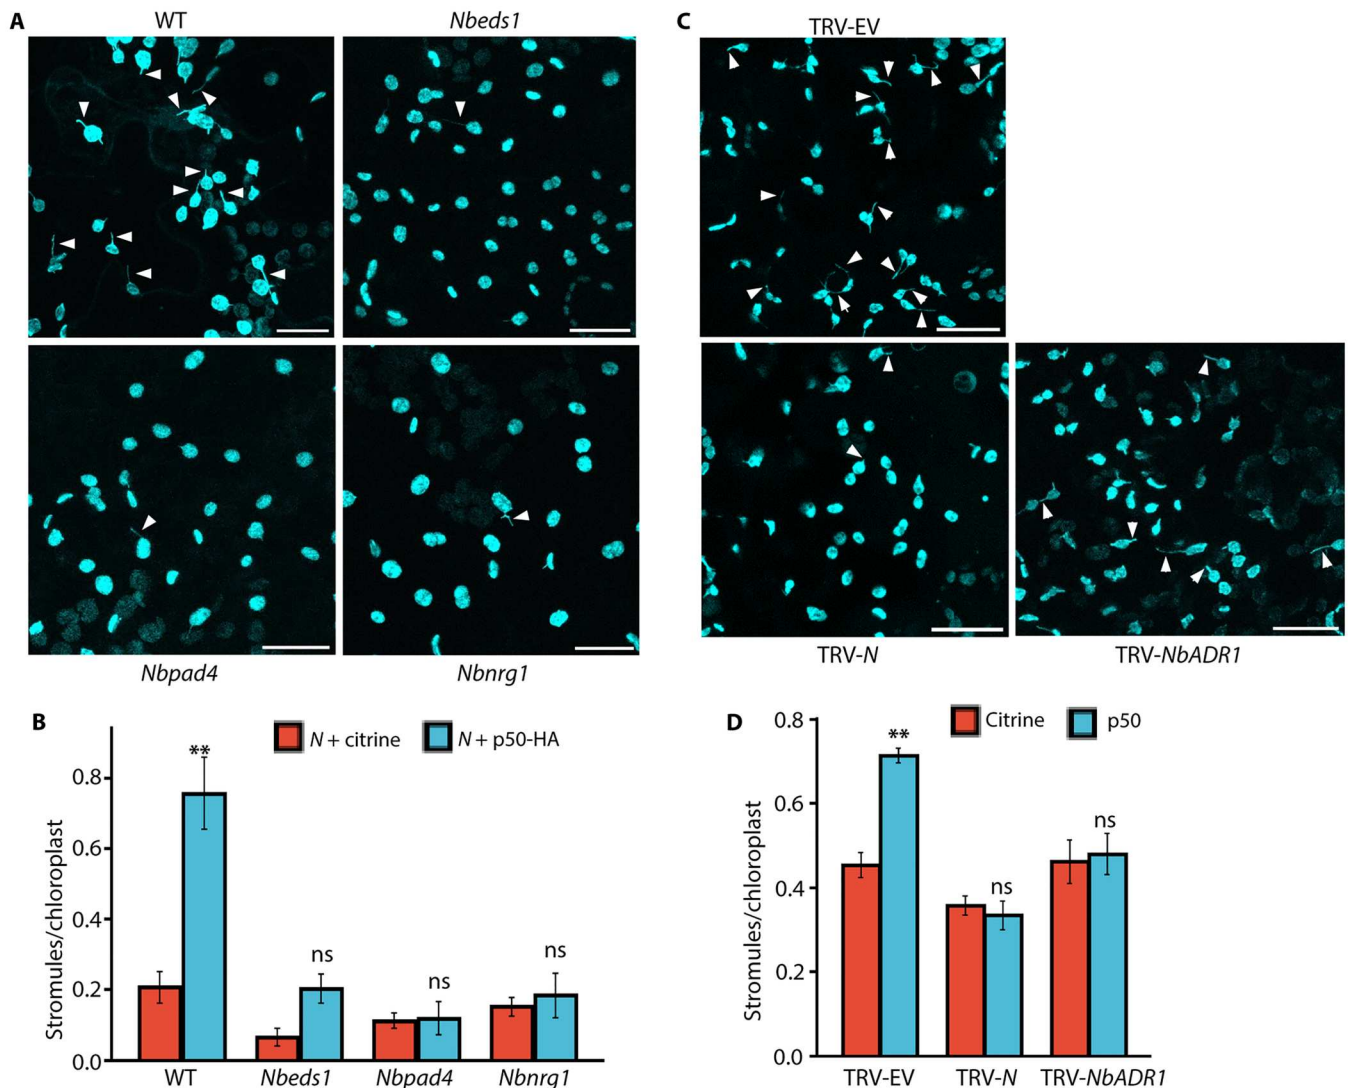 A
WT
Nbeds1
Nbpad4
Nbnrg1
C
TRV-EV
TRV-N
TRV-NbADR1
B
N + citrine
N + p50-HA
Stromules/chloroplast
0.8
0.6
0.4
0.2
0.0
**
ns
ns
ns
WT
Nbeds1
Nbpad4
Nbnrg1
D
Citrine
p50
Stromules/chloroplast
0.8
0.6
0.4
0.2
0.0
**
ns
ns
TRV-EV
TRV-N
TRV-NbADR1